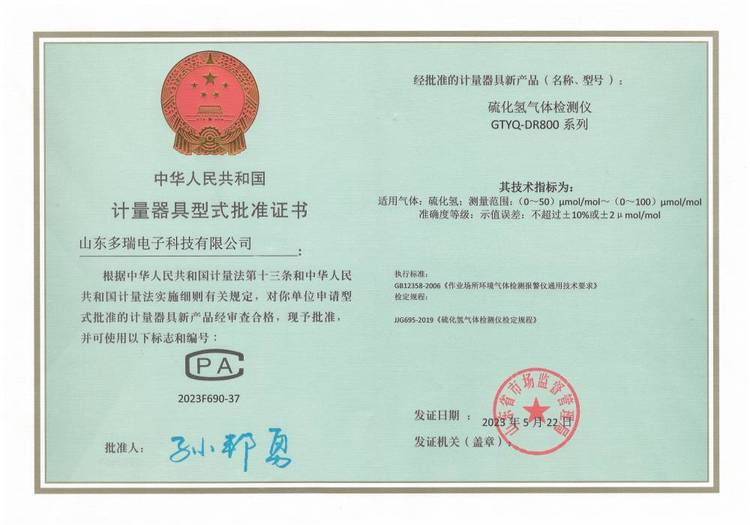 中华人民共和国
计量器具型式批准证书
山东多瑞电子科技有限公司：
根据中华人民共和国计量法第十三条和中华人民
共和国计量法实施细则有关规定，对你单位申请型
式批准的计量器具新产品经审查合格，现予批准，
并可使用以下标志和编号：
CPA
2023F690-37
批准人：
经批准的计量器具新产品（名称、型号）：
硫化氢气体检测仪
GTYQ-DR800 系列
其技术指标为：
适用气体：硫化氢；测量范围：（0～50）μmol/mol～（0～100）μmol/mol
准确度等级：示值误差：不超过±10%或±2μmol/mol
执行标准：
GB12358-2006《作业场所环境气体检测报警仪通用技术要求》
检定规程：
JJG695-2019《硫化氢气体检测仪检定规程》
山东省市场监督管理局
发证日期：2023 年 5 月 22 日
发证机关（盖章）：